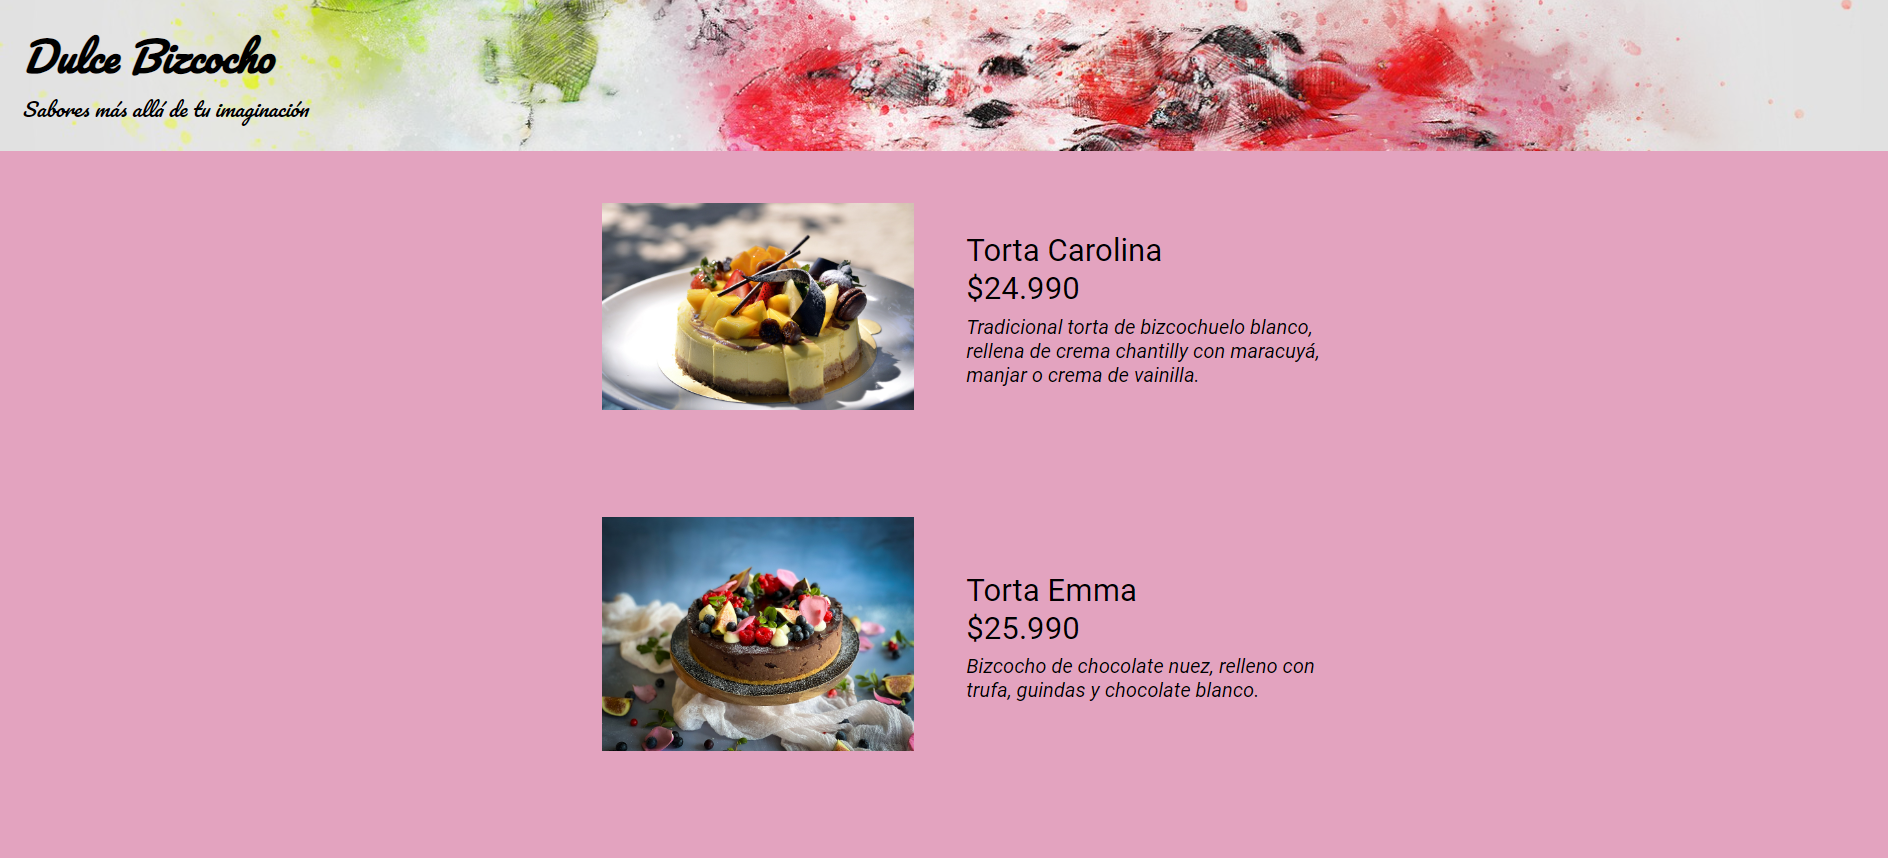 Dulce Bizcocho
Sabores más allá de tu imaginación
Torta Carolina
$24.990
Tradicional torta de bizcochuelo blanco,
rellena de crema chantilly con maracuyá,
manjar o crema de vainilla.
Torta Emma
$25.990
Bizcocho de chocolate nuez, relleno con
trufa, guindas y chocolate blanco.